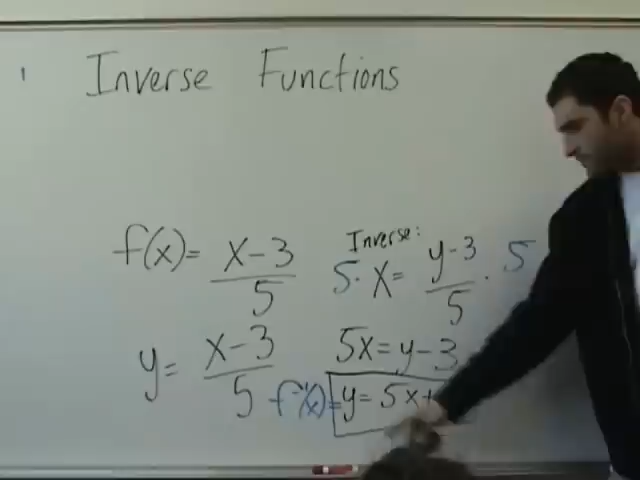 Inverse Functions
f(x)= x-3/5
y= x-3/5
Inverse:
5· x= y-3/5 · 5
5x=y-3
f⁻¹(x)= y= 5x+